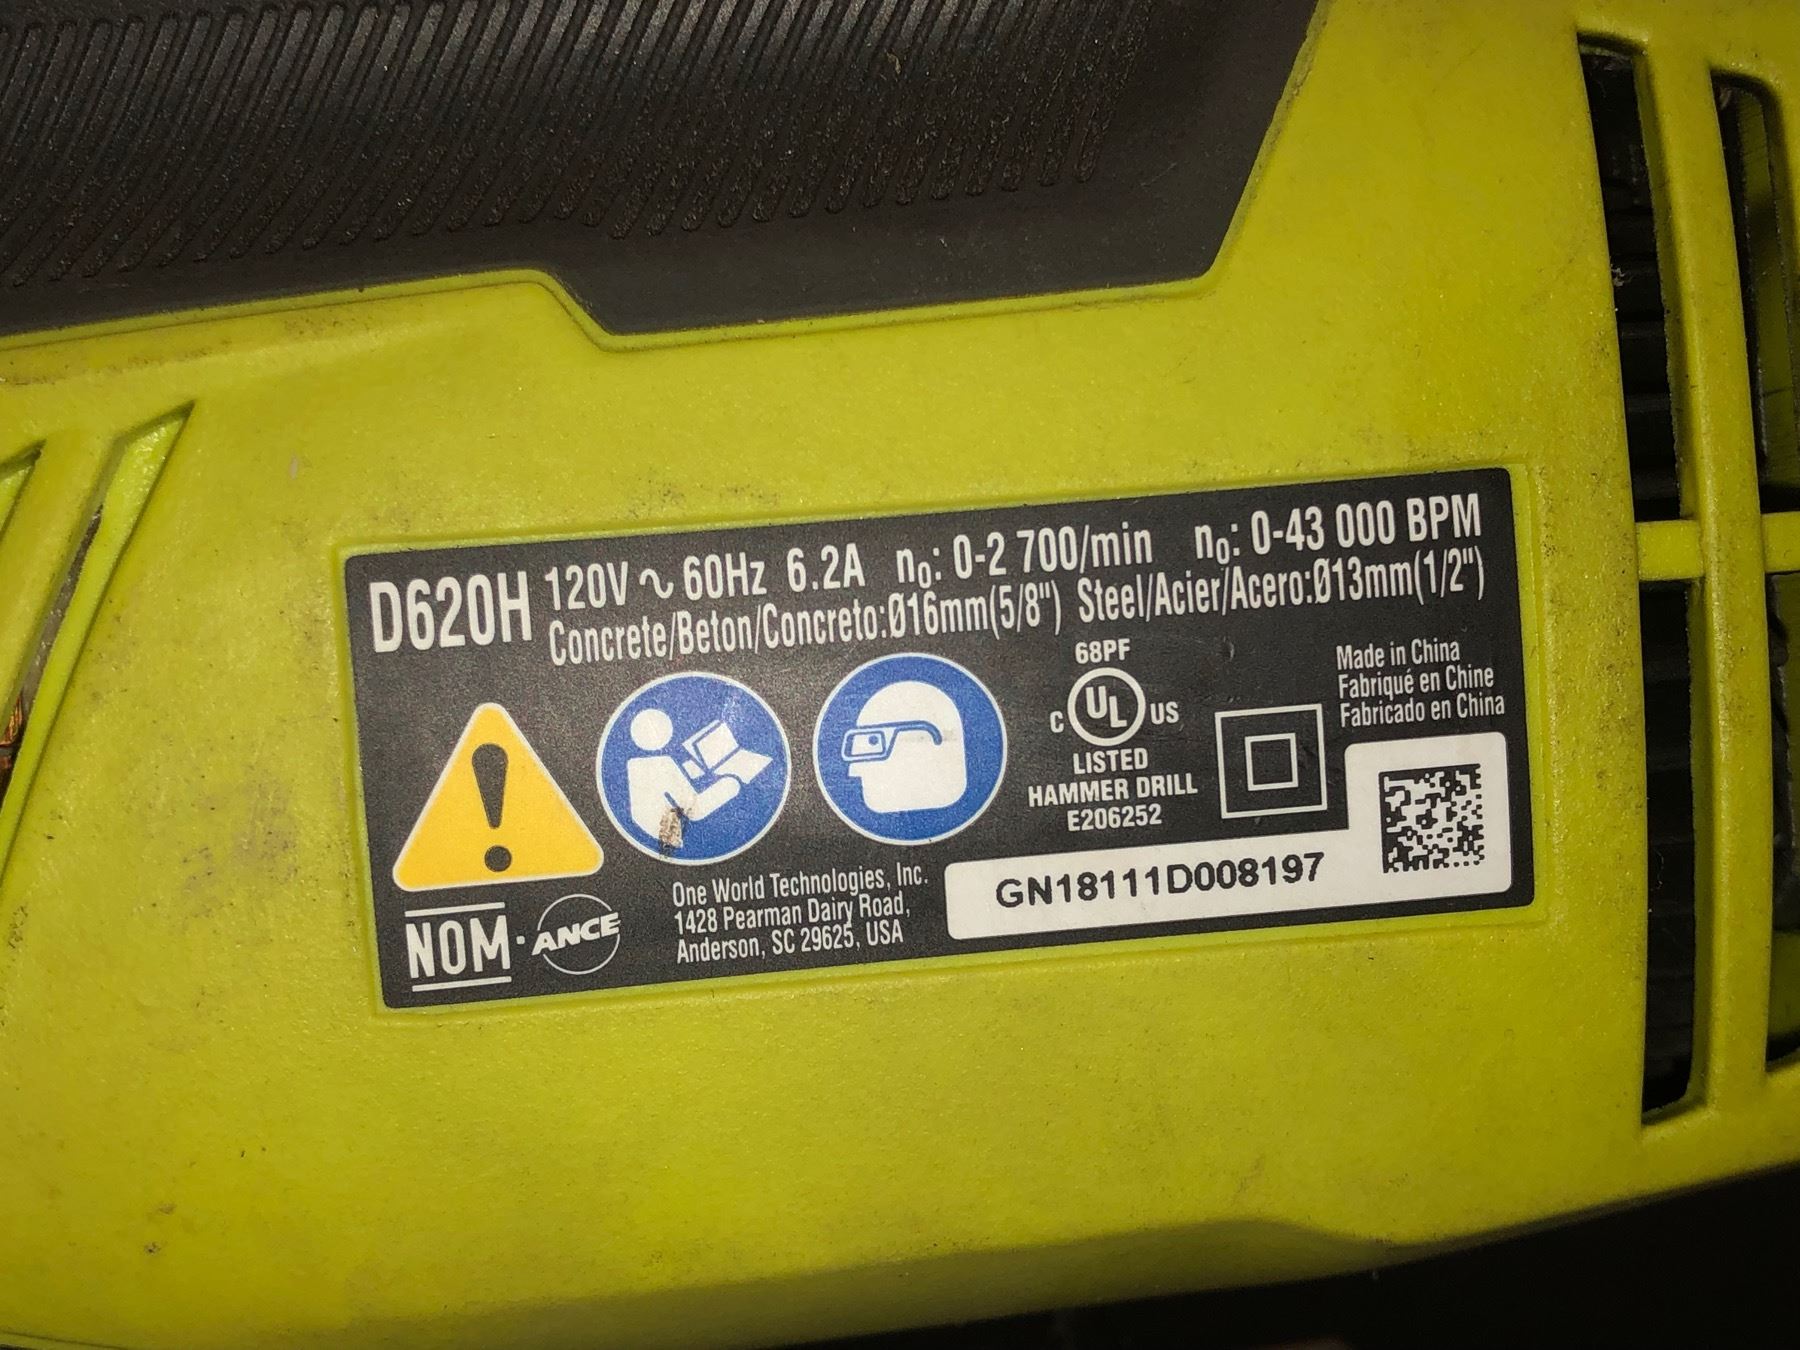 D620H 120V ~ 60Hz 6.2A n₀: 0-2 700/min n₀: 0-43 000 BPM
Concrete/Beton/Concreto:Ø16mm(5/8") Steel/Acier/Acero:Ø13mm(1/2")
68PF
C UL US
LISTED
HAMMER DRILL
E206252
Made in China
Fabriqué en Chine
Fabricado en China
NOM·ANCE
One World Technologies, Inc.
1428 Pearman Dairy Road,
Anderson, SC 29625, USA
GN18111D008197